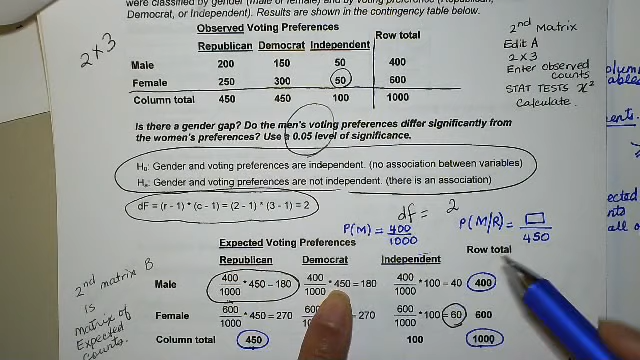 were classified by gender (male or female) and by voting preference (Republican,
Democrat, or Independent). Results are shown in the contingency table below.
2 x 3
Observed Voting Preferences
Republican Democrat Independent Row total
Male 200 150 50 400
Female 250 300 50 600
Column total 450 450 100 1000
2nd Matrix
Edit A
2 x 3
Enter observed
counts
STAT TESTS X²
Calculate.
Is there a gender gap? Do the men's voting preferences differ significantly from
the women's preferences? Use a 0.05 level of significance.
H₀: Gender and voting preferences are independent. (no association between variables)
Hₐ: Gender and voting preferences are not independent. (there is an association)
dF = (r - 1) * (c - 1) = (2 - 1) * (3 - 1) = 2
df = 2
P(M) = 400/1000
P(M/R) = □/450
Expected Voting Preferences
Republican Democrat Independent Row total
Male 400/1000 * 450 = 180 400/1000 * 450 = 180 400/1000 * 100 = 40 400
Female 600/1000 * 450 = 270 270 600/1000 * 100 = 60 600
Column total 450 100 1000
2nd matrix B
is
Matrix of
Expected
Counts.